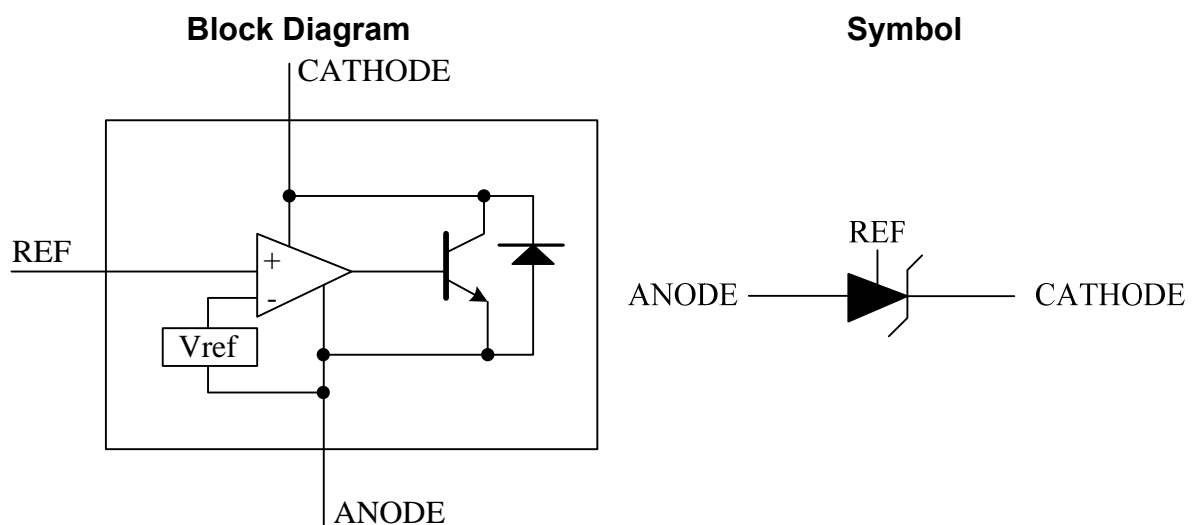 Block Diagram
Symbol
CATHODE
REF
+
-
Vref
ANODE
REF
ANODE
CATHODE